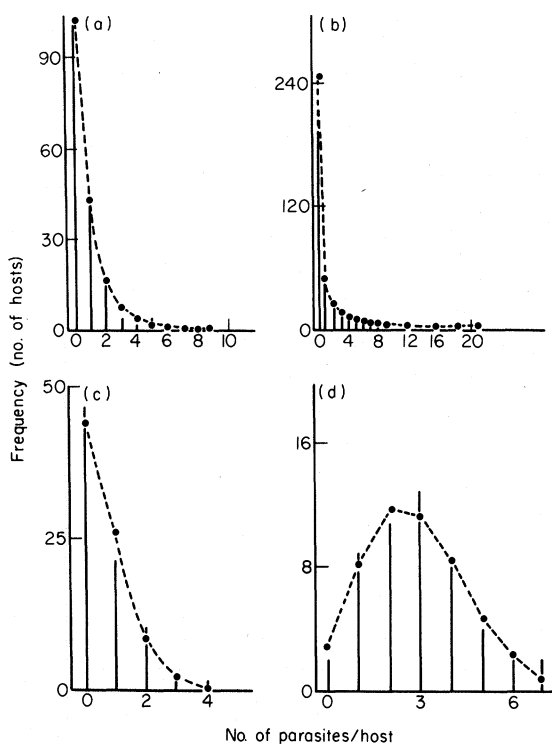 (a)
90
60
30
0
0 2 4 6 8 10
(b)
240
120
0
0 4 8 12 16 20
(c)
50
25
0
0 2 4
(d)
16
8
0
0 3 6
Frequency (no. of hosts)
No. of parasites/host